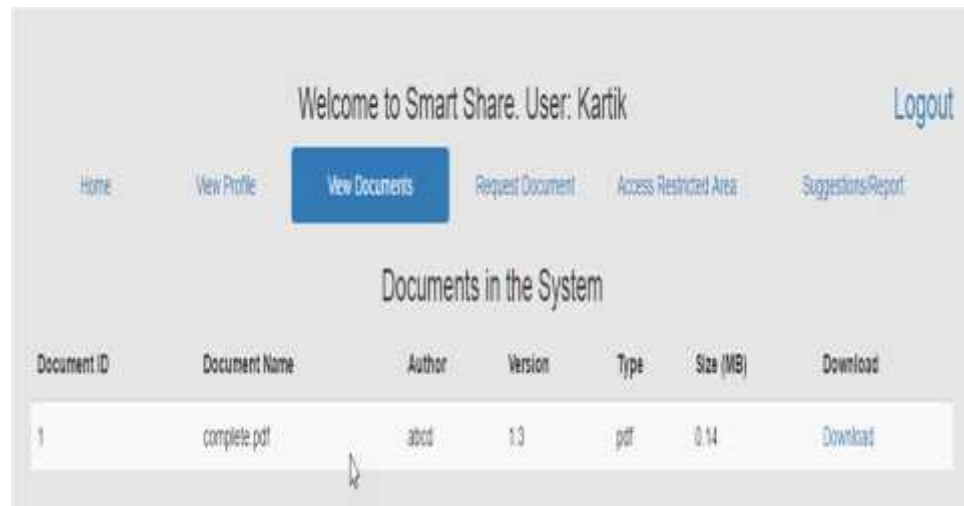 Welcome to Smart Share. User: Kartik Logout
Home View Profile View Documents Request Document Access Restricted Area Suggestions/Report
Documents in the System
Document ID Document Name Author Version Type Size (MB) Download
1 complete.pdf abcd 1.3 pdf 0.14 Download